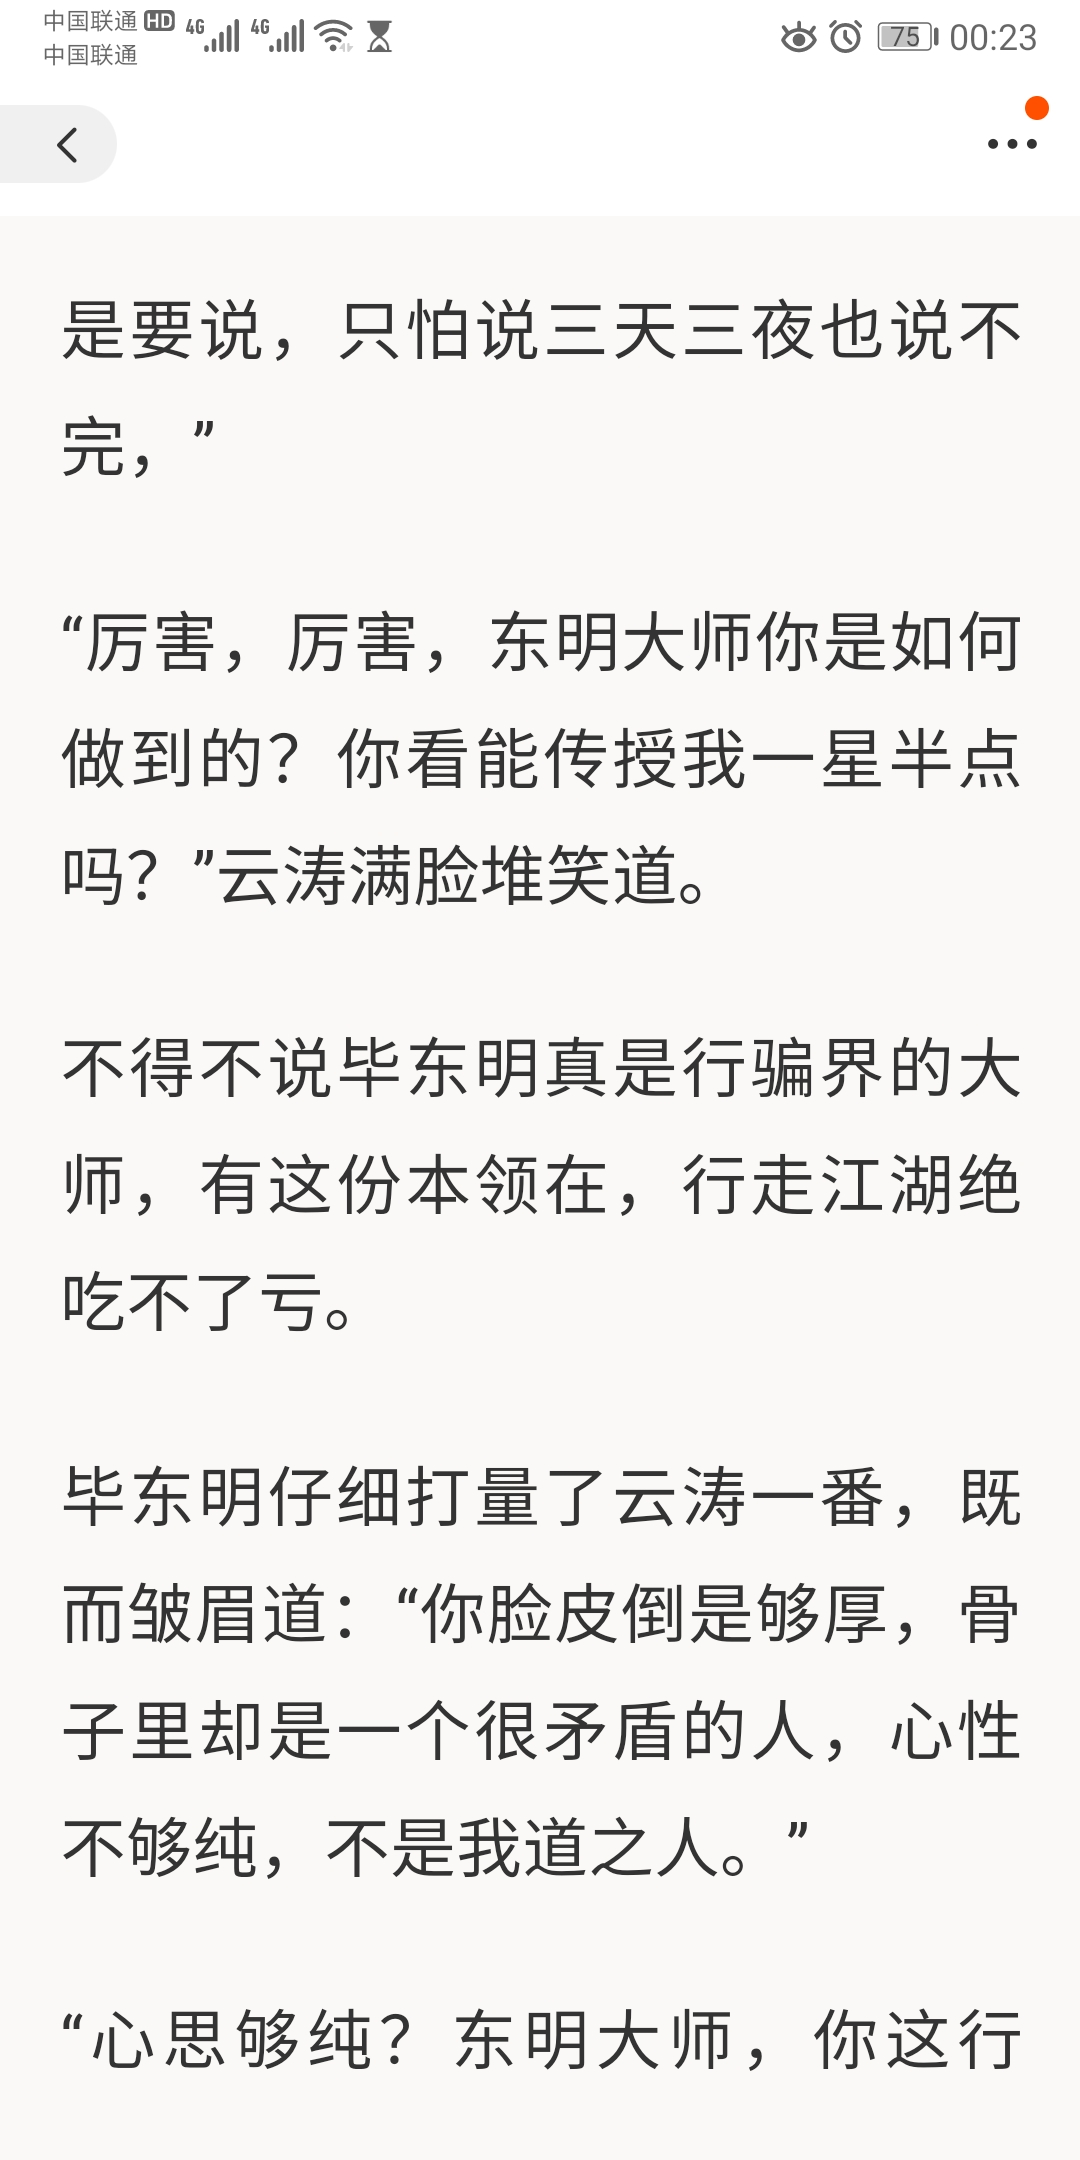 中国联通 HD 4G 4G 75 00:23
中国联通
是要说，只怕说三天三夜也说不
完，”
“厉害，厉害，东明大师你是如何
做到的？你看能传授我一星半点
吗？”云涛满脸堆笑道。
不得不说毕东明真是行骗界的大
师，有这份本领在，行走江湖绝
吃不了亏。
毕东明仔细打量了云涛一番，既
而皱眉道：“你脸皮倒是够厚，骨
子里却是一个很矛盾的人，心性
不够纯，不是我道之人。”
“心思够纯？东明大师，你这行